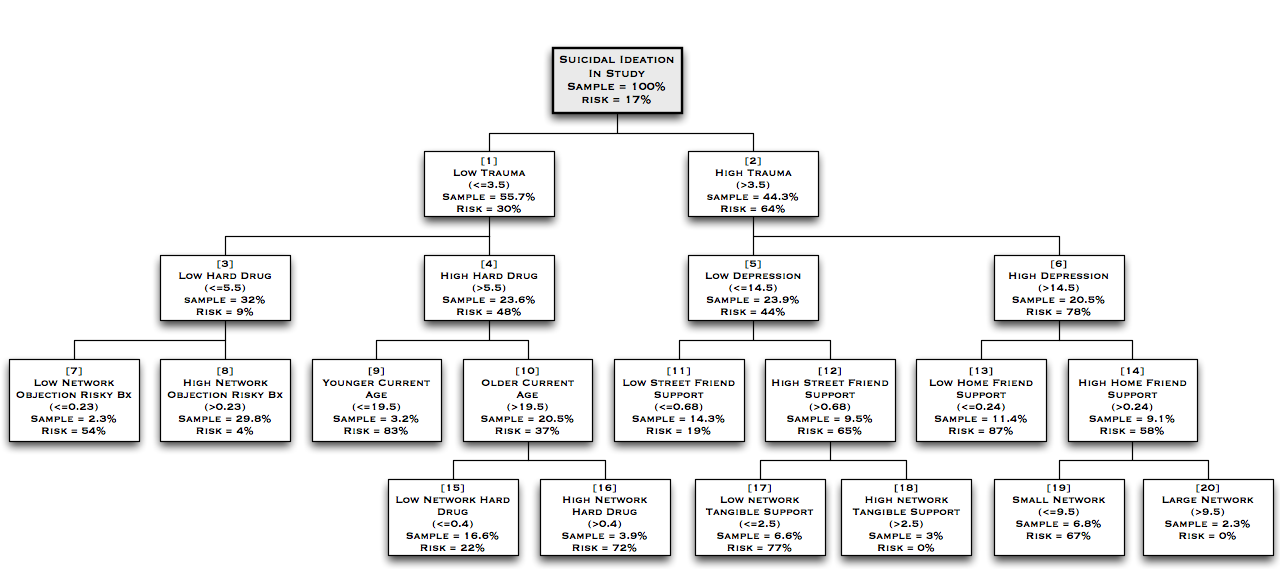 Suicidal Ideation
In Study
Sample = 100%
risk = 17%
[1]
Low Trauma
(<=3.5)
Sample = 55.7%
Risk = 30%
[2]
High Trauma
(>3.5)
sample = 44.3%
Risk = 64%
[3]
Low Hard Drug
(<=5.5)
sample = 32%
Risk = 9%
[4]
High Hard Drug
(>5.5)
Sample = 23.6%
Risk = 48%
[5]
Low Depression
(<=14.5)
Sample = 23.9%
Risk = 44%
[6]
High Depression
(>14.5)
Sample = 20.5%
Risk = 78%
[7]
Low Network
Objection Risky Bx
(<=0.23)
Sample = 2.3%
Risk = 54%
[8]
High Network
Objection Risky Bx
(>0.23)
Sample = 29.8%
Risk = 4%
[9]
Younger Current
Age
(<=19.5)
Sample = 3.2%
Risk = 83%
[10]
Older Current
Age
(>19.5)
Sample = 20.5%
Risk = 37%
[11]
Low Street Friend
Support
(<=0.68)
Sample = 14.3%
Risk = 19%
[12]
High Street Friend
Support
(>0.68)
Sample = 9.5%
Risk = 65%
[13]
Low Home Friend
Support
(<=0.24)
Sample = 11.4%
Risk = 87%
[14]
High Home Friend
Support
(>0.24)
Sample = 9.1%
Risk = 58%
[15]
Low Network Hard
Drug
(<=0.4)
Sample = 16.6%
Risk = 22%
[16]
High Network
Hard Drug
(>0.4)
Sample = 3.9%
Risk = 72%
[17]
Low network
Tangible Support
(<=2.5)
Sample = 6.6%
Risk = 77%
[18]
High network
Tangible Support
(>2.5)
Sample = 3%
Risk = 0%
[19]
Small Network
(<=9.5)
Sample = 6.8%
Risk = 67%
[20]
Large Network
(>9.5)
Sample = 2.3%
Risk = 0%